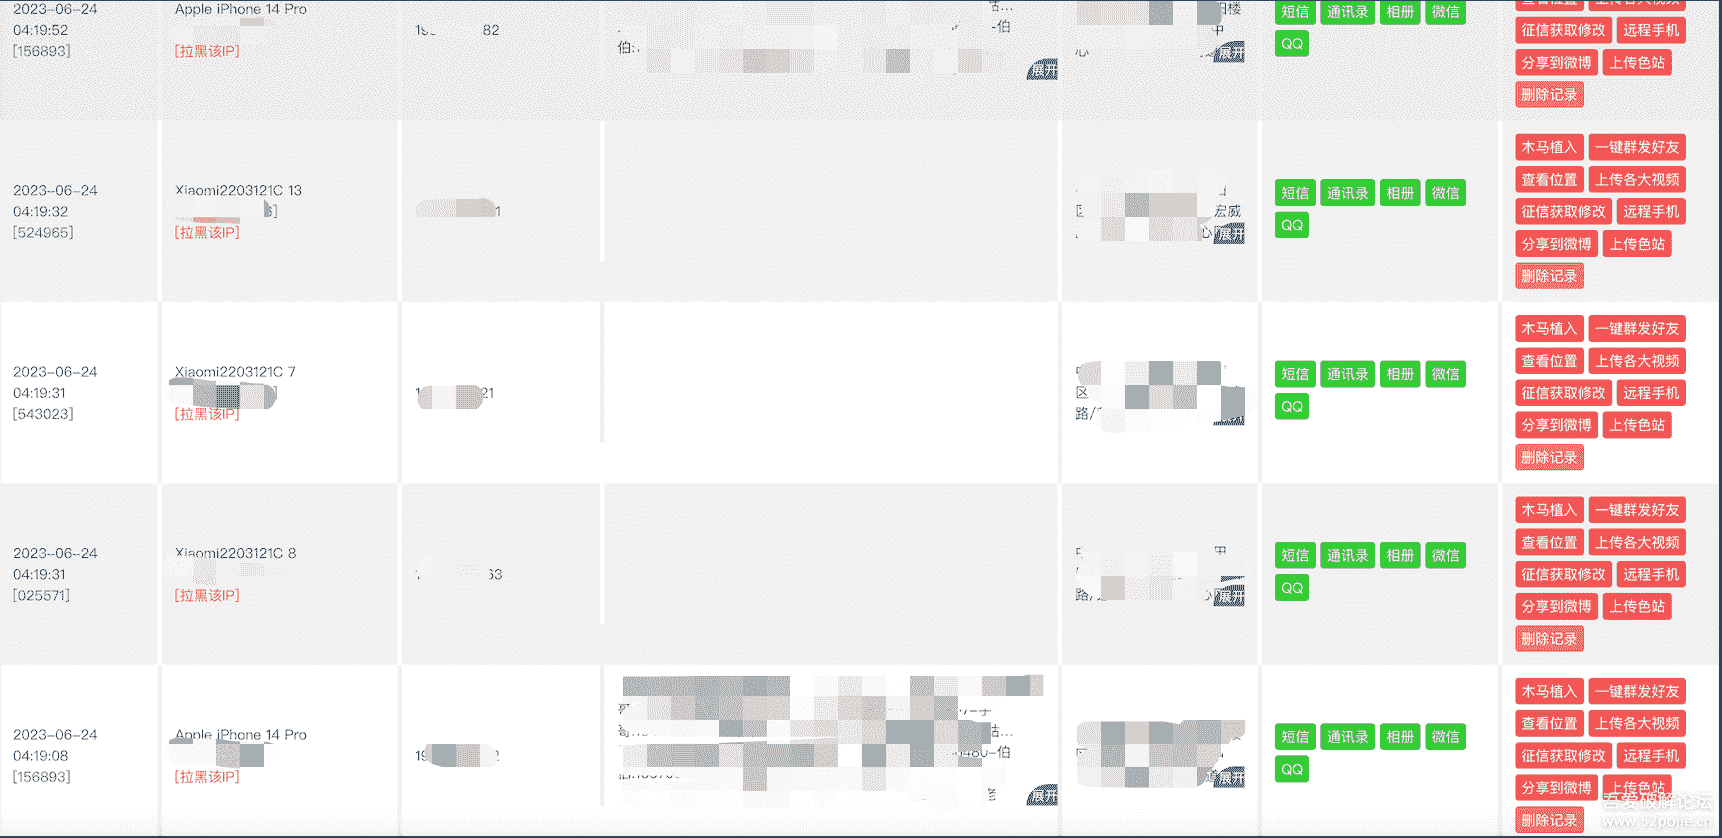 2023-06-24
04:19:52
[156893]
Apple iPhone 14 Pro
[拉黑该IP]
82
-伯
展开
展开
短信 通讯录 相册 微信
QQ
征信获取修改 远程手机
分享到微博 上传色站
删除记录
2023-06-24
04:19:32
[524965]
Xiaomi2203121C 13
[拉黑该IP]
宏威
展开
短信 通讯录 相册 微信
QQ
木马植入 一键群发好友
查看位置 上传各大视频
征信获取修改 远程手机
分享到微博 上传色站
删除记录
2023-06-24
04:19:31
[543023]
Xiaomi2203121C 7
[拉黑该IP]
21
区
路/
短信 通讯录 相册 微信
QQ
木马植入 一键群发好友
查看位置 上传各大视频
征信获取修改 远程手机
分享到微博 上传色站
删除记录
2023-06-24
04:19:31
[025571]
Xiaomi2203121C 8
[拉黑该IP]
63
路/
展开
短信 通讯录 相册 微信
QQ
木马植入 一键群发好友
查看位置 上传各大视频
征信获取修改 远程手机
分享到微博 上传色站
删除记录
2023-06-24
04:19:08
[156893]
Apple iPhone 14 Pro
[拉黑该IP]
19
-伯
展开
展开
短信 通讯录 相册 微信
QQ
木马植入 一键群发好友
查看位置 上传各大视频
征信获取修改 远程手机
分享到微博 上传色站
删除记录
吾爱破解论坛
www.52pojie.cn